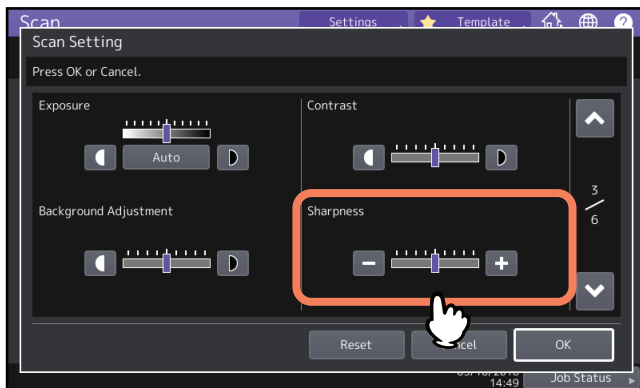 Scan
Settings
Template
?
Scan Setting
Press OK or Cancel.
Exposure
Contrast
Auto
3
6
Background Adjustment
Sharpness
Reset
OK
14:49
Job Status